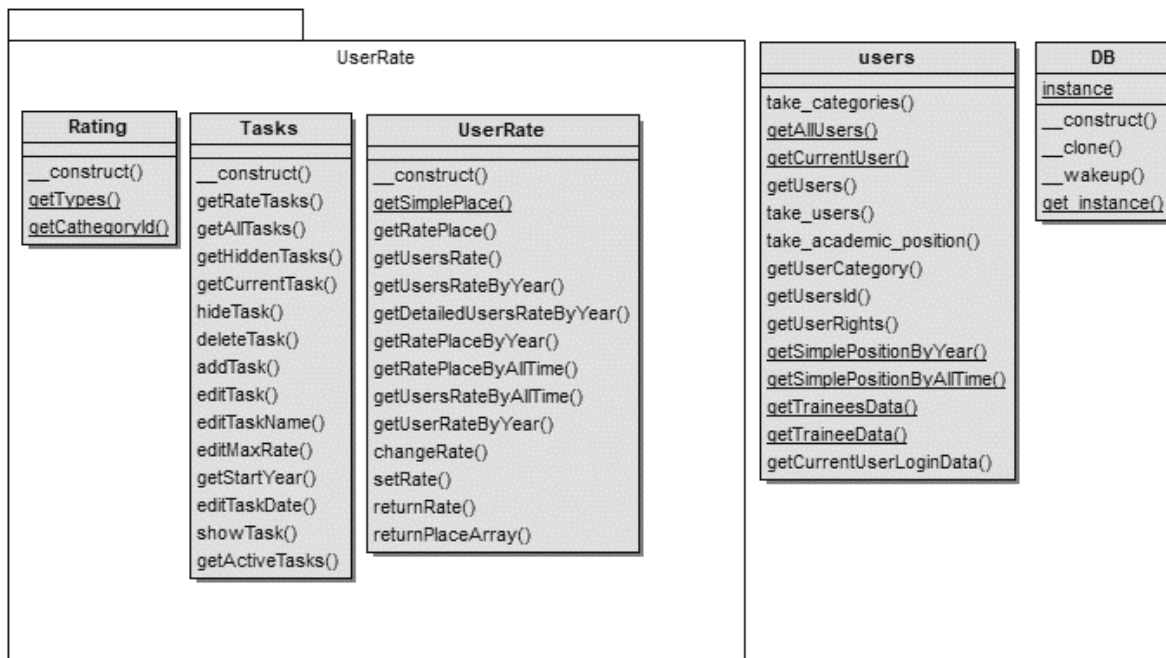 UserRate
Rating
__construct()
getTypes()
getCathegoryId()
Tasks
__construct()
getRateTasks()
getAllTasks()
getHiddenTasks()
getCurrentTask()
hideTask()
deleteTask()
addTask()
editTask()
editTaskName()
editMaxRate()
getStartYear()
editTaskDate()
showTask()
getActiveTasks()
UserRate
__construct()
getSimplePlace()
getRatePlace()
getUsersRate()
getUsersRateByYear()
getDetailedUsersRateByYear()
getRatePlaceByYear()
getRatePlaceByAllTime()
getUsersRateByAllTime()
getUserRateByYear()
changeRate()
setRate()
returnRate()
returnPlaceArray()
users
take_categories()
getAllUsers()
getCurrentUser()
getUsers()
take_users()
take_academic_position()
getUserCategory()
getUsersId()
getUserRights()
getSimplePositionByYear()
getSimplePositionByAllTime()
getTraineesData()
getTraineeData()
getCurrentUserLoginData()
DB
instance
__construct()
__clone()
__wakeup()
get_instance()